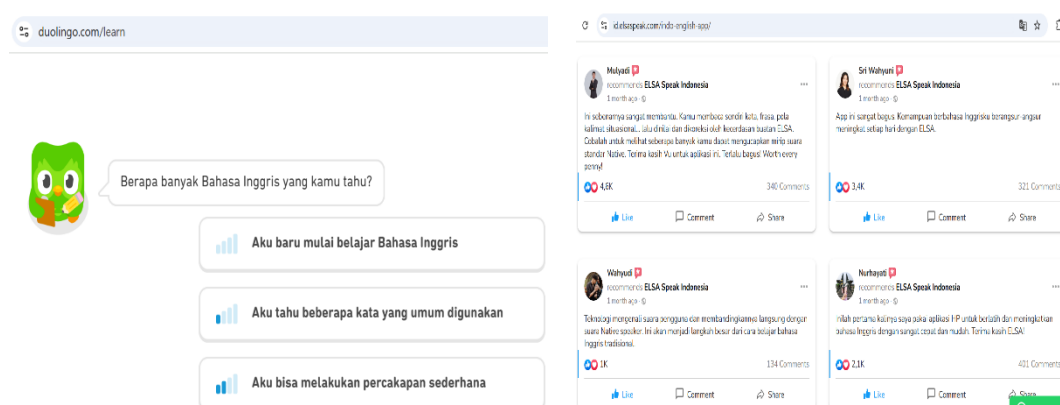 duolingo.com/learn
Berapa banyak Bahasa Inggris yang kamu tahu?
Aku baru mulai belajar Bahasa Inggris
Aku tahu beberapa kata yang umum digunakan
Aku bisa melakukan percakapan sederhana
id.elsaspeak.com/indo-english-app/
Mulyadi
recommends ELSA Speak Indonesia
1 month ago
Ini sebenarnya sangat membantu. Kamu membaca sendiri kata, frasa, pola
kalimat situasional... lalu dinilai dan dikoreksi oleh kecerdasan buatan ELSA.
Cobalah untuk melihat seberapa banyak kamu dapat mengucapkan mirip suara
standar Native. Terima kasih Vu untuk aplikasi ini. Terlalu bagus! Worth every
penny!
4,8K
340 Comments
Like Comment Share
Sri Wahyuni
recommends ELSA Speak Indonesia
1 month ago
App ini sangat bagus. Kemampuan berbahasa Inggrisku berangsur-angsur
meningkat setiap hari dengan ELSA.
3,4K
321 Comments
Like Comment Share
Wahyudi
recommends ELSA Speak Indonesia
1 month ago
Teknologi mengenali suara pengguna dan membandingkannya langsung dengan
suara Native speaker. Ini akan menjadi langkah besar dari cara belajar bahasa
Inggris tradisional.
1K
134 Comments
Like Comment Share
Nurhayati
recommends ELSA Speak Indonesia
1 month ago
Inilah pertama kalinya saya pakai aplikasi HP untuk berlatih dan meningkatkan
bahasa Inggris dengan sangat cepat dan mudah. Terima kasih ELSA!
2,1K
401 Comments
Like Comment Share